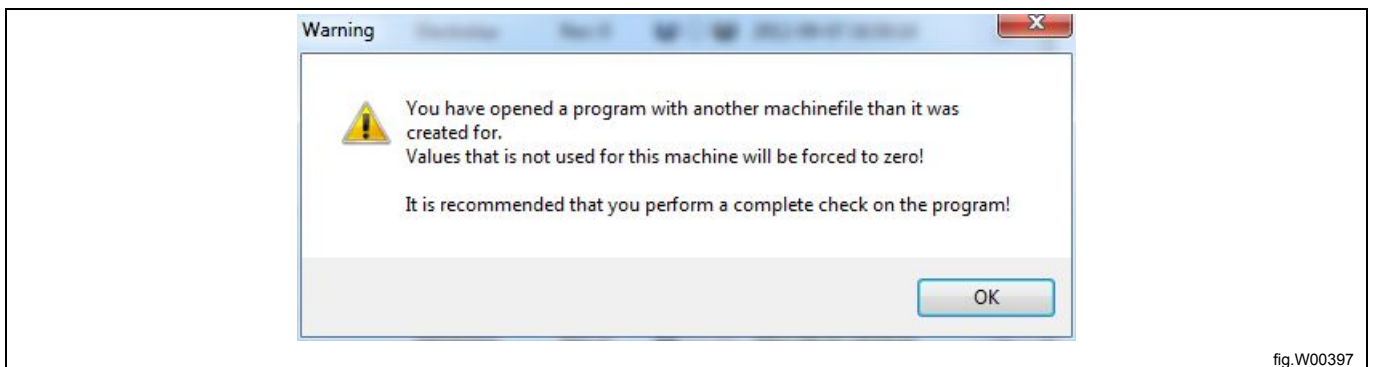 Warning
You have opened a program with another machinefile than it was
created for.
Values that is not used for this machine will be forced to zero!
It is recommended that you perform a complete check on the program!
OK
fig.W00397